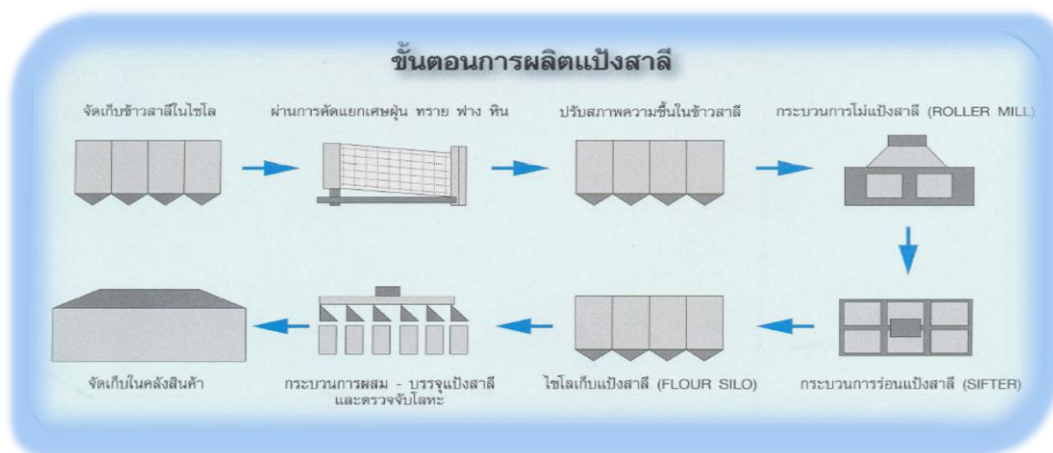 ขั้นตอนการผลิตแป้งสาลี
จัดเก็บข้าวสาลีในไซโล
ผ่านการคัดแยกเศษฝุ่น ทราย ฟาง หิน
ปรับสภาพความชื้นในข้าวสาลี
กระบวนการโม่แป้งสาลี (ROLLER MILL)
กระบวนการร่อนแป้งสาลี (SIFTER)
ไซโลเก็บแป้งสาลี (FLOUR SILO)
กระบวนการผสม - บรรจุแป้งสาลี
และตรวจจับโลหะ
จัดเก็บในคลังสินค้า